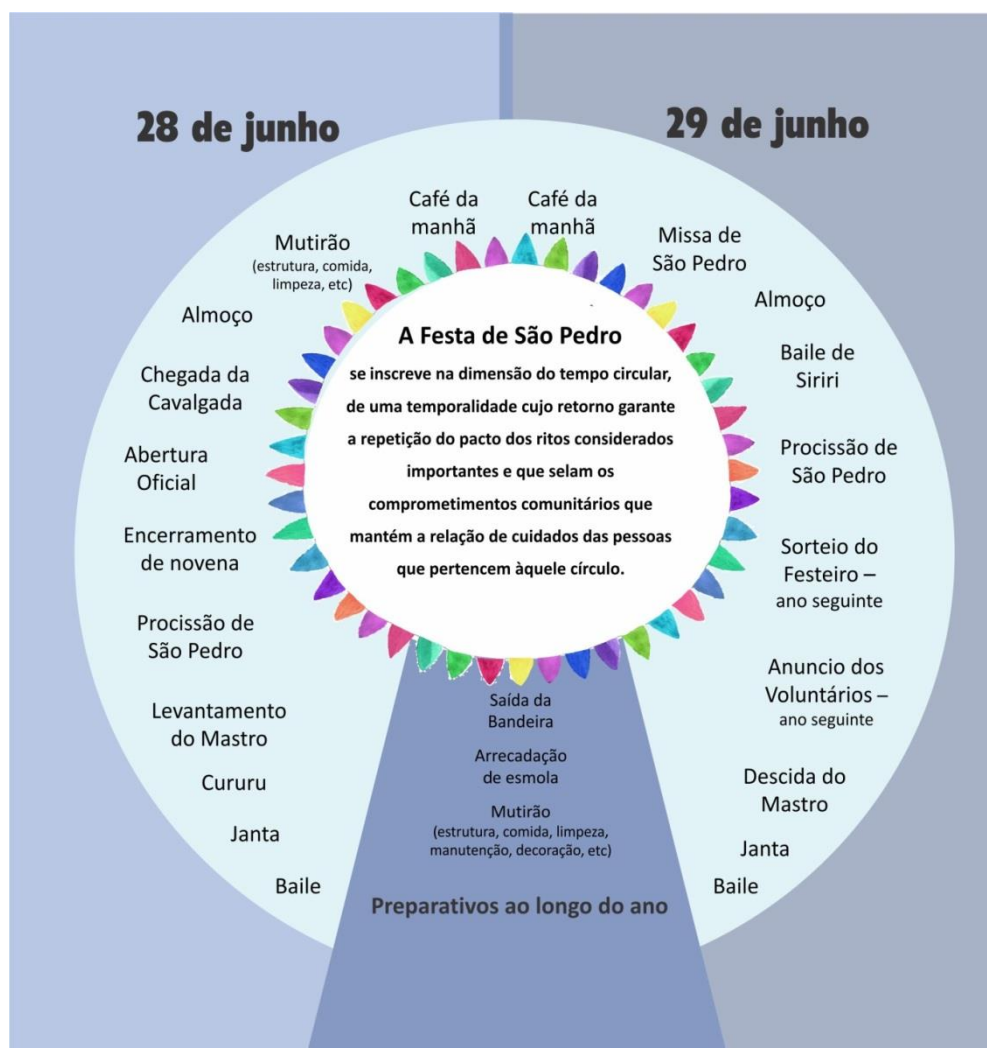 28 de junho
Café da
manhã
Mutirão
(estrutura, comida,
limpeza, etc)
Almoço
Chegada da
Cavalgada
Abertura
Oficial
Encerramento
de novena
Procissão de
São Pedro
Levantamento
do Mastro
Cururu
Janta
Baile
29 de junho
Café da
manhã
Missa de
São Pedro
Almoço
Baile de
Siriri
Procissão de
São Pedro
Sorteio do
Festeiro –
ano seguinte
Anuncio dos
Voluntários –
ano seguinte
Descida do
Mastro
Janta
Baile
A Festa de São Pedro
se inscreve na dimensão do tempo circular,
de uma temporalidade cujo retorno garante
a repetição do pacto dos ritos considerados
importantes e que selam os
comprometimentos comunitários que
mantém a relação de cuidados das pessoas
que pertencem àquele círculo.
Saída da
Bandeira
Arrecadação
de esmola
Mutirão
(estrutura, comida, limpeza,
manutenção, decoração, etc)
Preparativos ao longo do ano